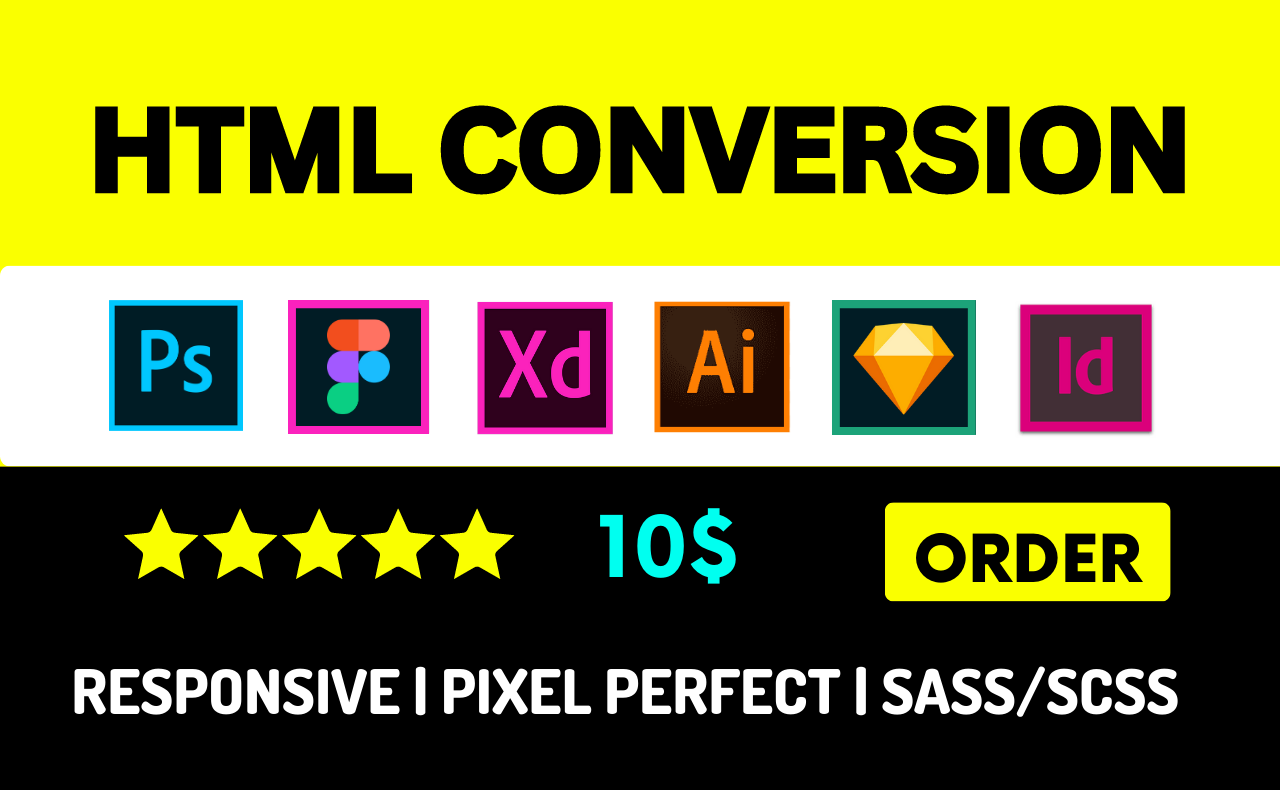 HTML CONVERSION
Ps Xd Ai Id
10$ ORDER
RESPONSIVE | PIXEL PERFECT | SASS/SCSS